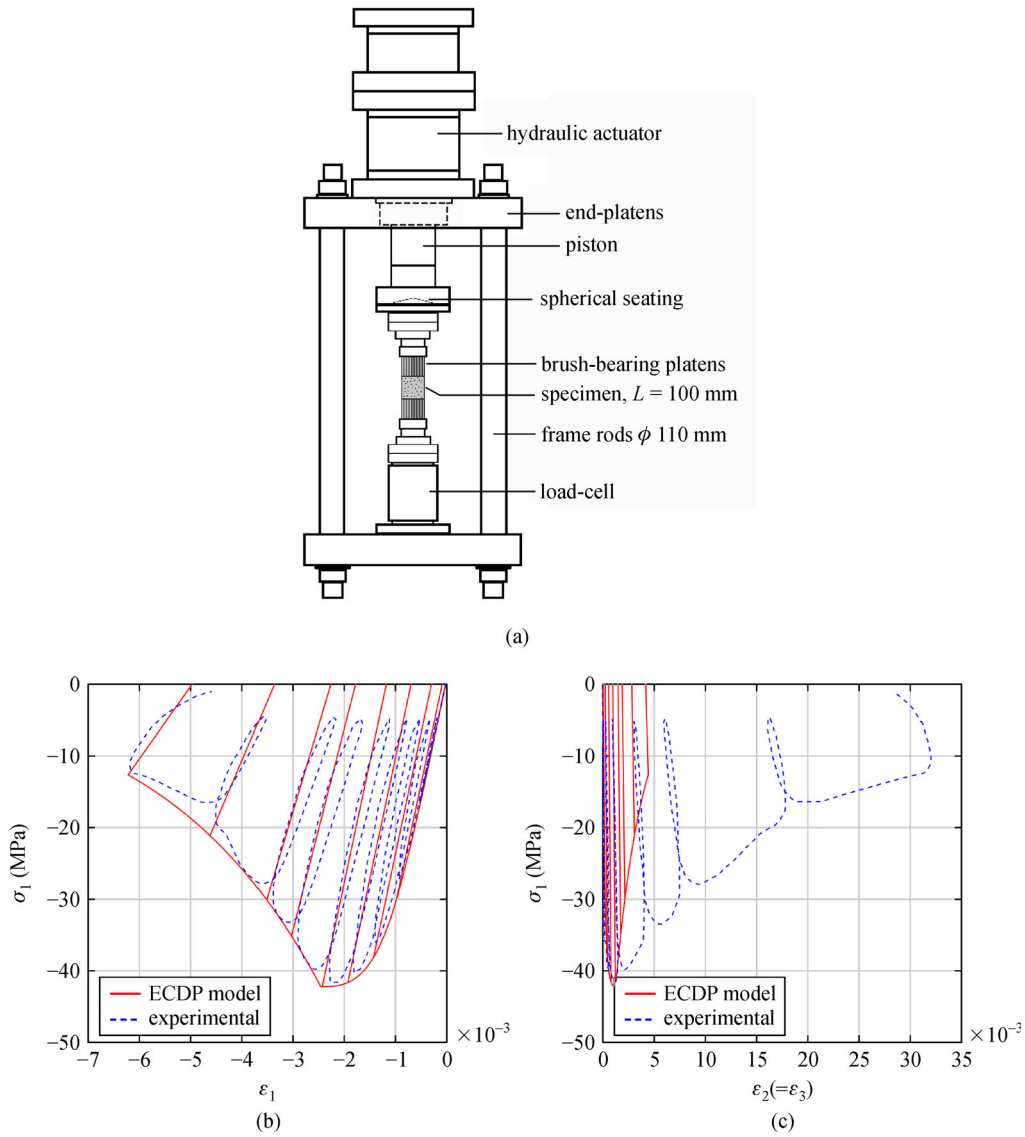 hydraulic actuator
end-platens
piston
spherical seating
brush-bearing platens
specimen, L = 100 mm
frame rods ϕ 110 mm
load-cell
(a)
0
−10
−20
−30
−40
−50
σ₁ (MPa)
ECDP model
experimental
−7 −6 −5 −4 −3 −2 −1 0
×10⁻³
ε₁
(b)
0
−10
−20
−30
−40
−50
σ₁ (MPa)
ECDP model
experimental
0 5 10 15 20 25 30 35
×10⁻³
ε₂(=ε₃)
(c)